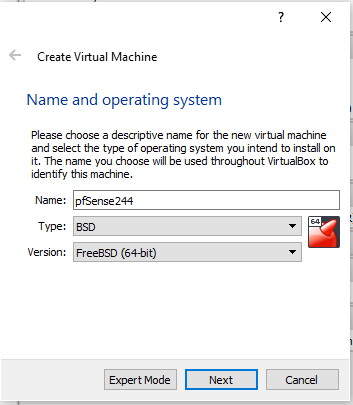 Create Virtual Machine
Name and operating system
Please choose a descriptive name for the new virtual machine
and select the type of operating system you intend to install on
it. The name you choose will be used throughout VirtualBox to
identify this machine.
Name: pfSense244
Type: BSD
64
Version: FreeBSD (64-bit)
Expert Mode Next Cancel